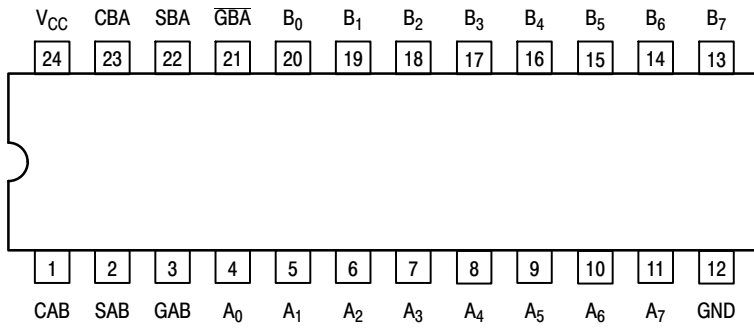 V_CC CBA SBA G̅B̅A̅ B₀ B₁ B₂ B₃ B₄ B₅ B₆ B₇
24 23 22 21 20 19 18 17 16 15 14 13
1 2 3 4 5 6 7 8 9 10 11 12
CAB SAB GAB A₀ A₁ A₂ A₃ A₄ A₅ A₆ A₇ GND